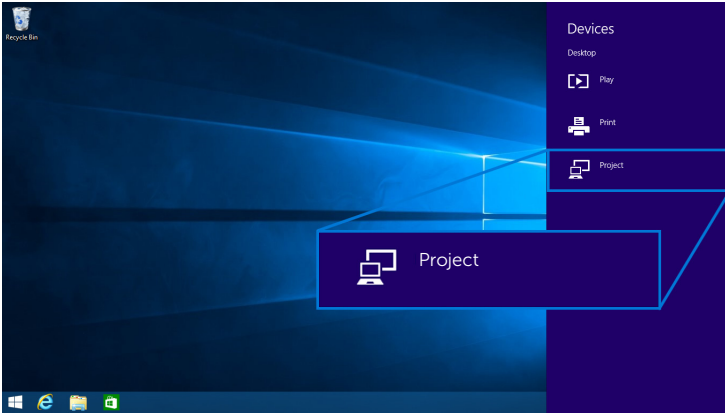 Recycle Bin
Devices
Desktop
Play
Print
Project
Project